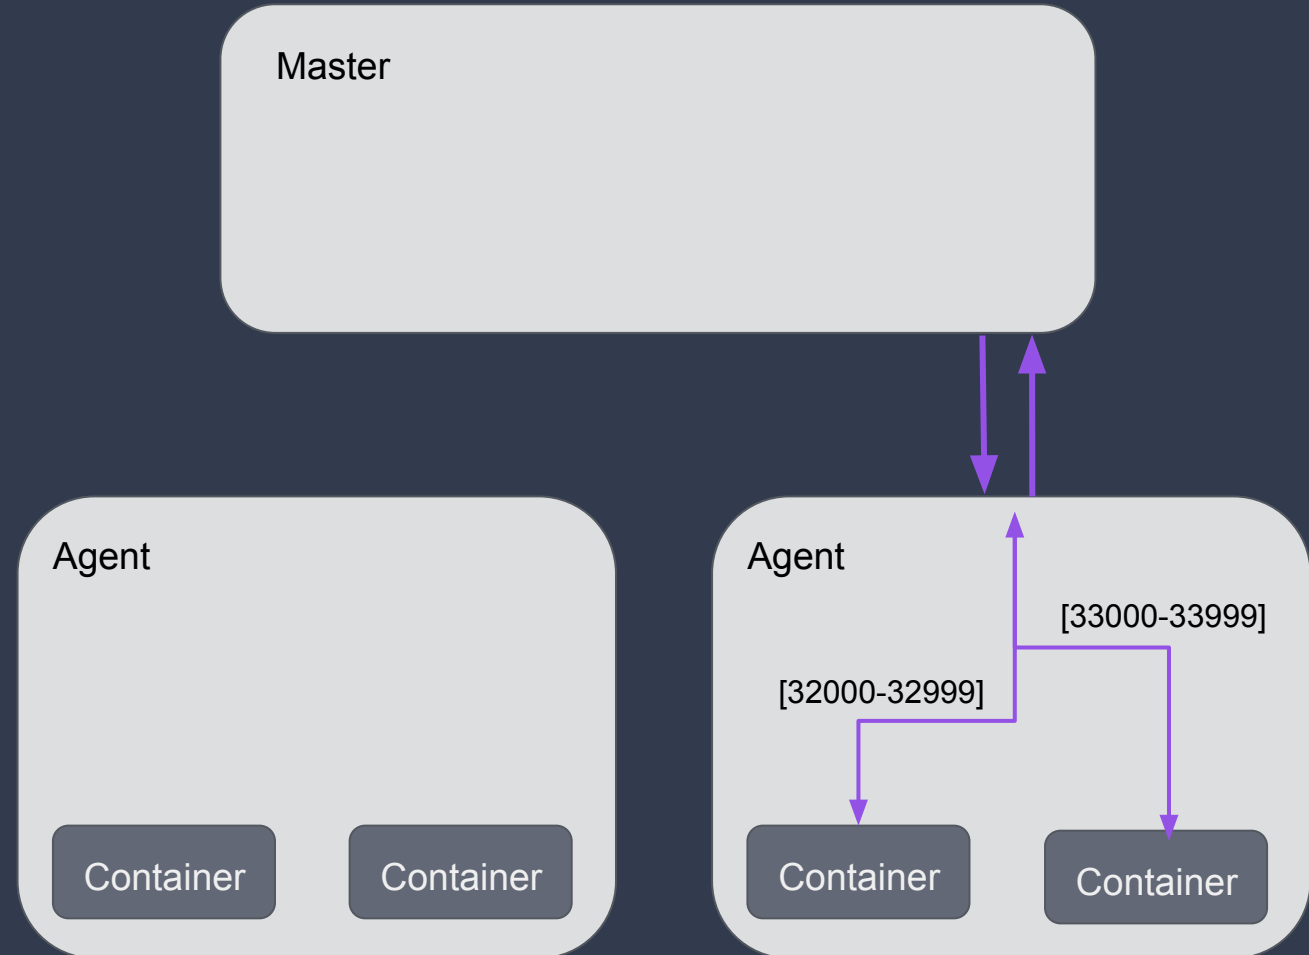 Master
Agent
Agent
[33000-33999]
[32000-32999]
Container
Container
Container
Container